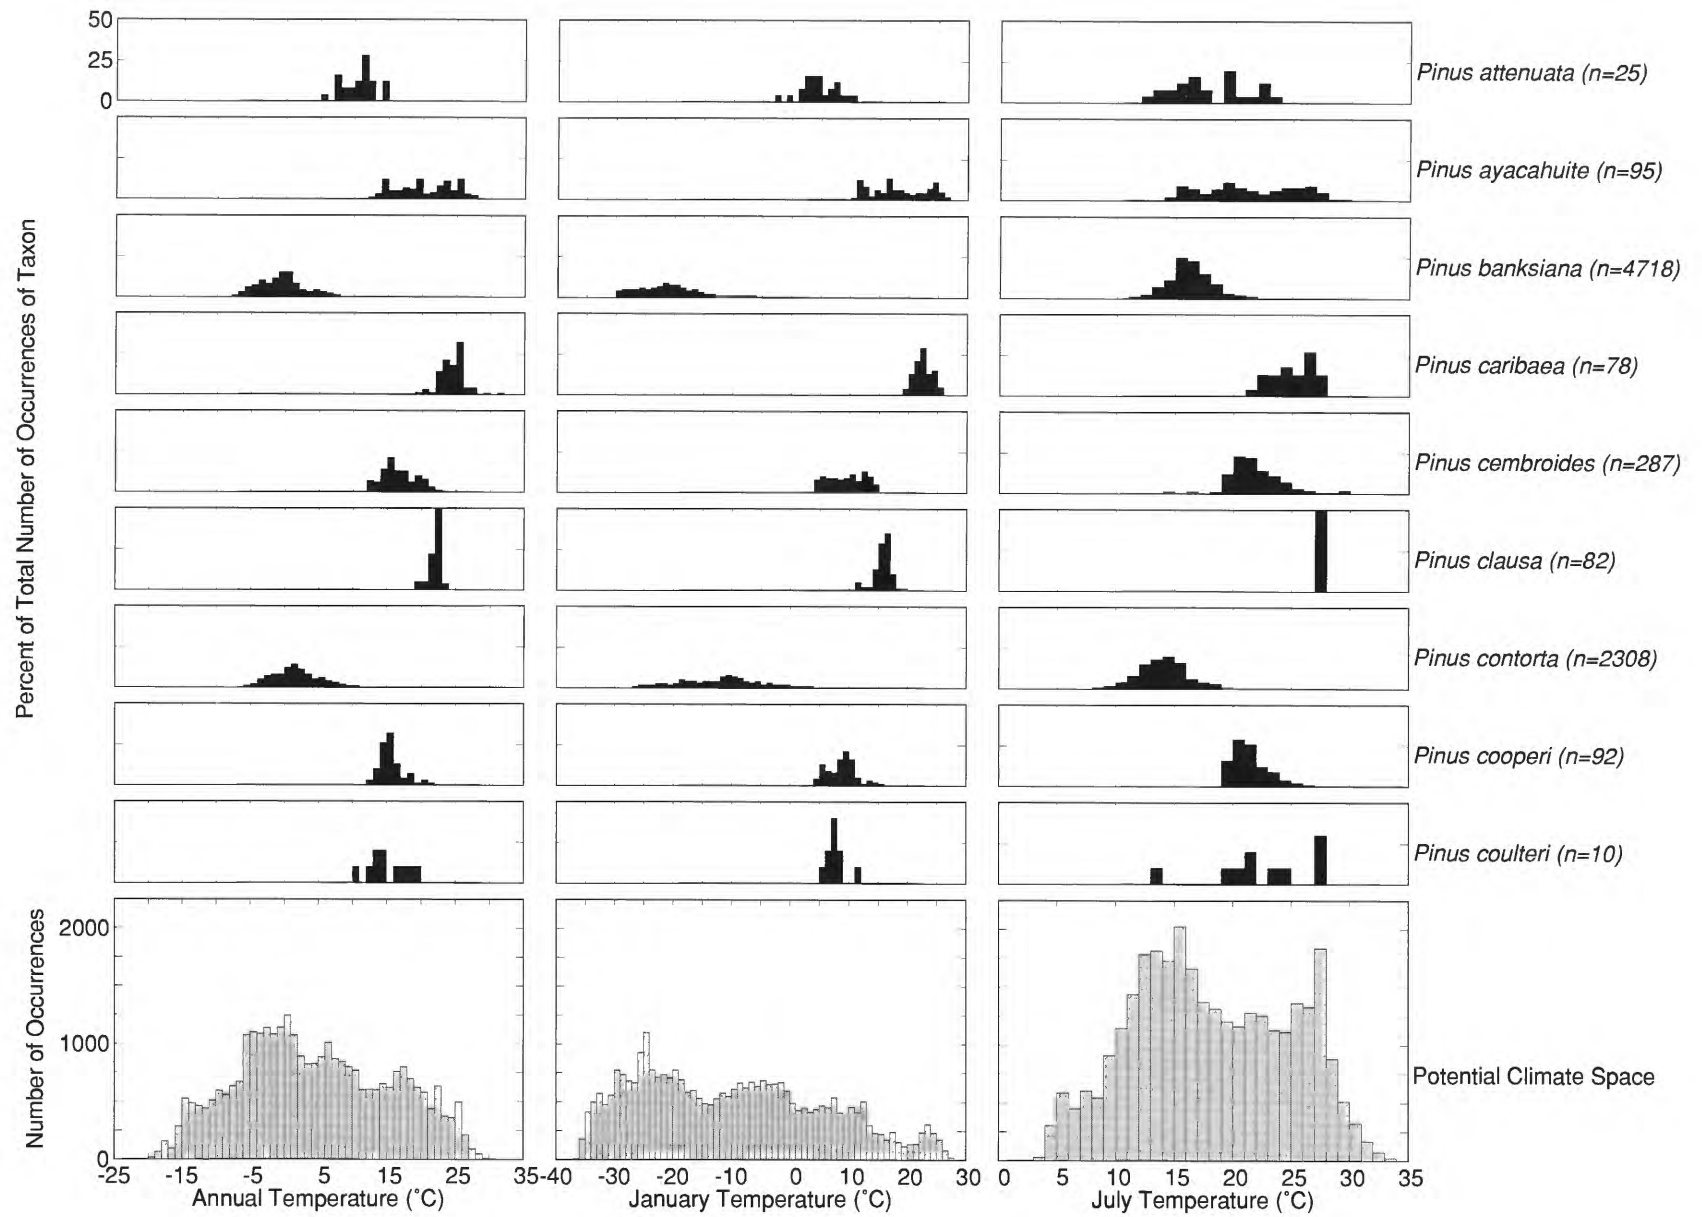 50
25
0
Percent of Total Number of Occurrences of Taxon
Pinus attenuata (n=25)
Pinus ayacahuite (n=95)
Pinus banksiana (n=4718)
Pinus caribaea (n=78)
Pinus cembroides (n=287)
Pinus clausa (n=82)
Pinus contorta (n=2308)
Pinus cooperi (n=92)
Pinus coulteri (n=10)
Number of Occurrences
2000
1000
0
Potential Climate Space
-25 -15 -5 5 15 25 35
-40 -30 -20 -10 0 10 20 30
0 5 10 15 20 25 30 35
Annual Temperature (°C)
January Temperature (°C)
July Temperature (°C)